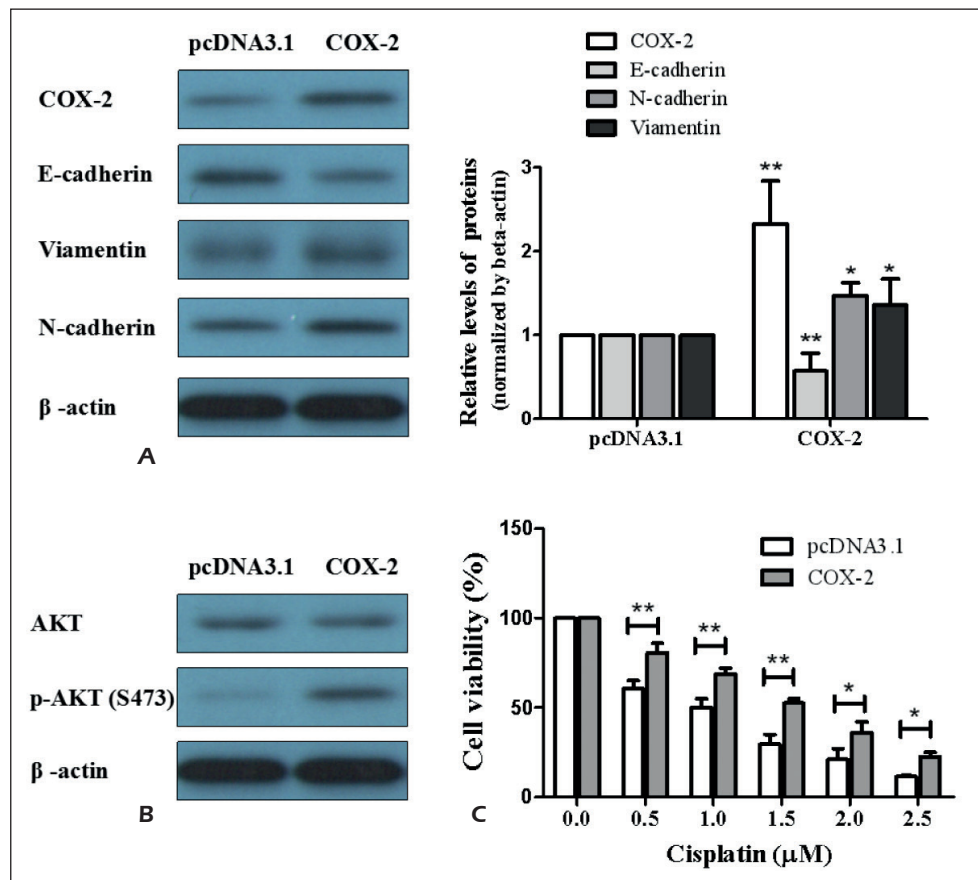 pcDNA3.1 COX-2
COX-2
E-cadherin
Viamentin
N-cadherin
β -actin
A
COX-2
E-cadherin
N-cadherin
Viamentin
Relative levels of proteins
(normalized by beta-actin)
3
2
1
0
**
**
*
*
pcDNA3.1 COX-2
pcDNA3.1 COX-2
AKT
p-AKT (S473)
β -actin
B
C
pcDNA3.1
COX-2
Cell viability (%)
150
100
50
0
**
**
**
*
*
0.0 0.5 1.0 1.5 2.0 2.5
Cisplatin (μM)